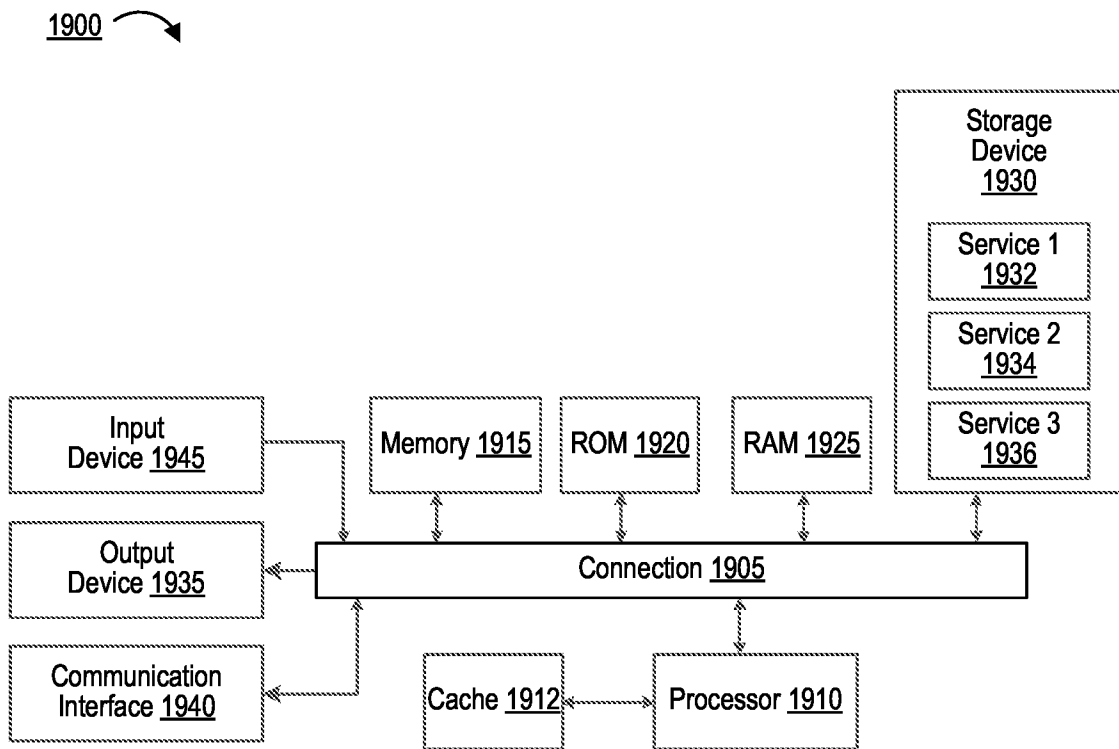 1900
Storage
Device
1930
Service 1
1932
Service 2
1934
Service 3
1936
Input
Device 1945
Memory 1915
ROM 1920
RAM 1925
Output
Device 1935
Connection 1905
Communication
Interface 1940
Cache 1912
Processor 1910